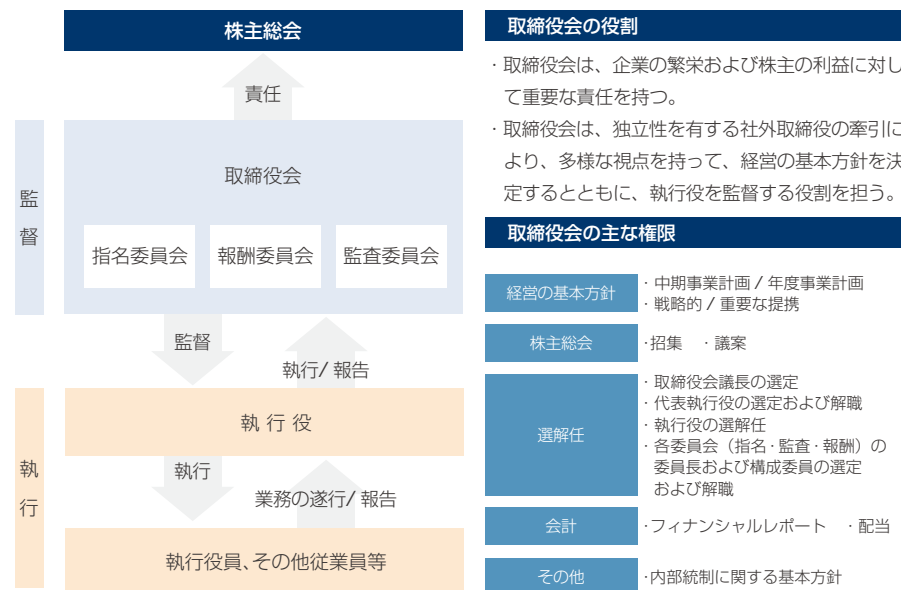 株主総会
責任
監督
取締役会
指名委員会 報酬委員会 監査委員会
監督
執行/ 報告
執行
執 行 役
執行
業務の遂行/ 報告
執行役員、その他従業員等
取締役会の役割
・取締役会は、企業の繁栄および株主の利益に対し
て重要な責任を持つ。
・取締役会は、独立性を有する社外取締役の牽引に
より、多様な視点を持って、経営の基本方針を決
定するとともに、執行役を監督する役割を担う。
取締役会の主な権限
経営の基本方針
・中期事業計画 / 年度事業計画
・戦略的 / 重要な提携
株主総会
・招集 ・議案
選解任
・取締役会議長の選定
・代表執行役の選定および解職
・執行役の選解任
・各委員会（指名・監査・報酬）の
委員長および構成委員の選定
および解職
会計
・フィナンシャルレポート ・配当
その他
・内部統制に関する基本方針